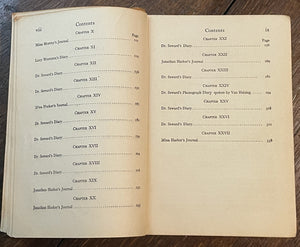 viii
Contents
CHAPTER X
Page
Miss Murray's Journal
CHAPTER XI
Lucy Westenra's Diary
CHAPTER XII
Dr. Seward's Diary
CHAPTER XIII
Dr. Seward's Diary
CHAPTER XIV
Mina Harker's Journal
CHAPTER XV
Dr. Seward's Diary
CHAPTER XVI
Dr. Seward's Diary
CHAPTER XVII
Dr. Seward's Diary
CHAPTER XVIII
Dr. Seward's Diary
CHAPTER XIX
Jonathan Harker's Journal
CHAPTER XX
Jonathan Harker's Journal
Contents
ix
CHAPTER XXI
Page
Dr. Seward's Diary
CHAPTER XXII
Jonathan Harker's Journal
CHAPTER XXIII
Dr. Seward's Diary
CHAPTER XXIV
Dr. Seward's Phonograph Diary spoken by Van Helsing
CHAPTER XXV
Dr. Seward's Diary
CHAPTER XXVI
Dr. Seward's Diary
CHAPTER XXVII
Mina Harker's Journal